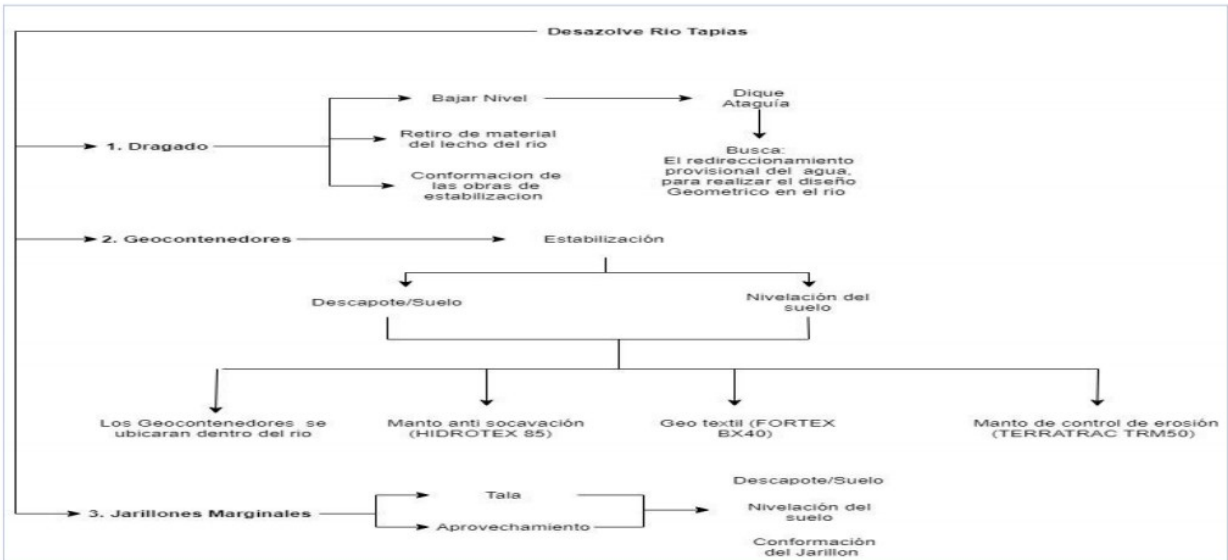 Desazolve Rio Tapias
1. Dragado
Bajar Nivel
Dique
Ataguía
Retiro de material
del lecho del rio
Conformacion de
las obras de
estabilizacion
Busca:
El redireccionamiento
provisional del agua,
para realizar el diseño
Geometrico en el rio
2. Geocontenedores
Estabilización
Descapote/Suelo
Nivelación del
suelo
Los Geocontenedores se
ubicaran dentro del rio
Manto anti socavación
(HIDROTEX 85)
Geo textil (FORTEX
BX40)
Manto de control de erosión
(TERRATRAC TRM50)
3. Jarillones Marginales
Tala
Aprovechamiento
Descapote/Suelo
Nivelación del
suelo
Conformación
del Jarillon